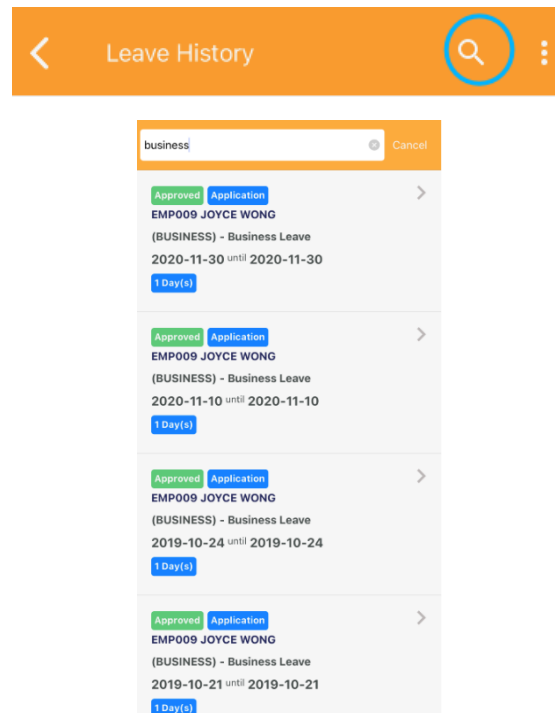 Leave History
business Cancel
Approved Application
EMP009 JOYCE WONG
(BUSINESS) - Business Leave
2020-11-30 until 2020-11-30
1 Day(s)
Approved Application
EMP009 JOYCE WONG
(BUSINESS) - Business Leave
2020-11-10 until 2020-11-10
1 Day(s)
Approved Application
EMP009 JOYCE WONG
(BUSINESS) - Business Leave
2019-10-24 until 2019-10-24
1 Day(s)
Approved Application
EMP009 JOYCE WONG
(BUSINESS) - Business Leave
2019-10-21 until 2019-10-21
1 Day(s)